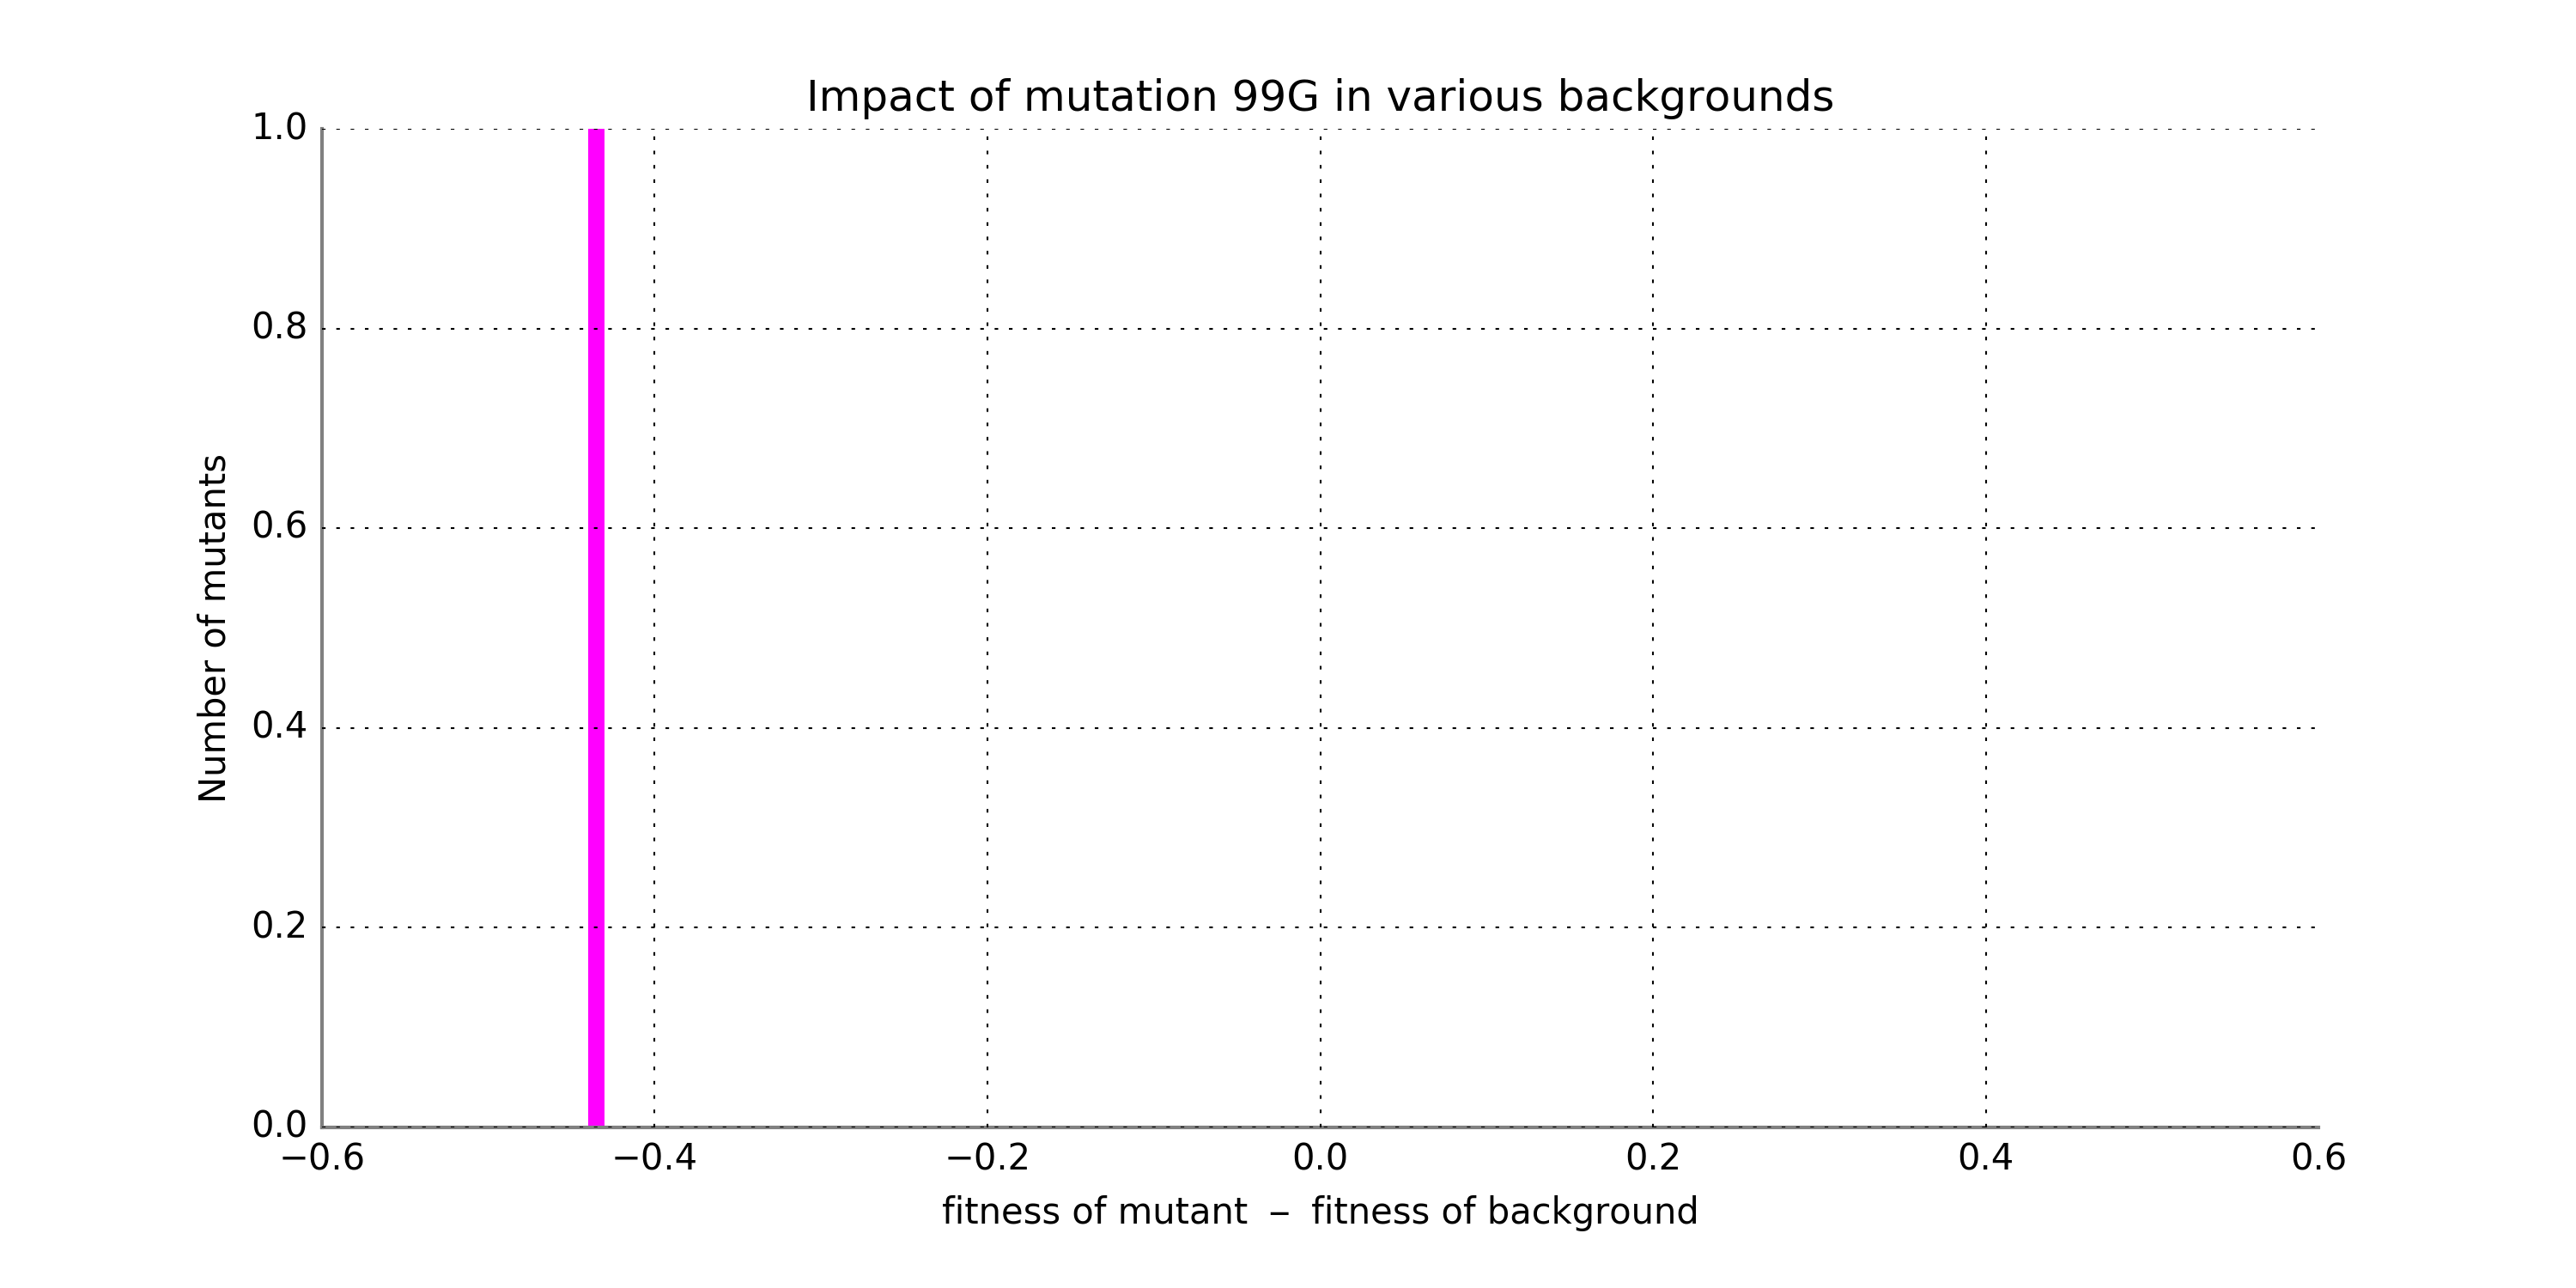 Impact of mutation 99G in various backgrounds
1.0
0.8
0.6
0.4
0.2
0.0
Number of mutants
−0.6 −0.4 −0.2 0.0 0.2 0.4 0.6
fitness of mutant − fitness of background